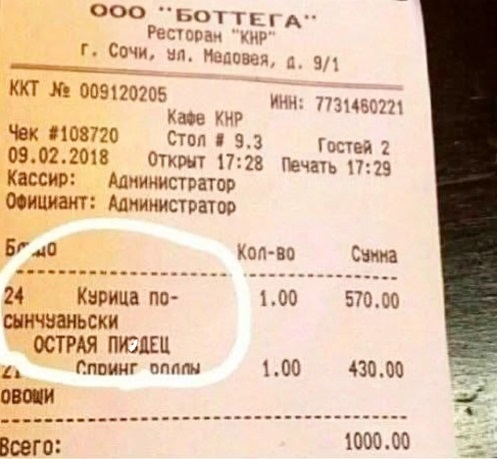 ООО "БОТТЕГА"
Ресторан "КНР"
г. Сочи, ул. Медовея, д. 9/1
ККТ № 009120205 ИНН: 7731460221
Кафе КНР
Чек #108720 Стол # 9.3 Гостей 2
09.02.2018 Открыт 17:28 Печать 17:29
Кассир: Администратор
Официант: Администратор
Блюдо Кол-во Сумма
24 Курица по- 1.00 570.00
сычуаньски
ОСТРАЯ ПИЗДЕЦ
Спринг роллы 1.00 430.00
овощи
Всего: 1000.00